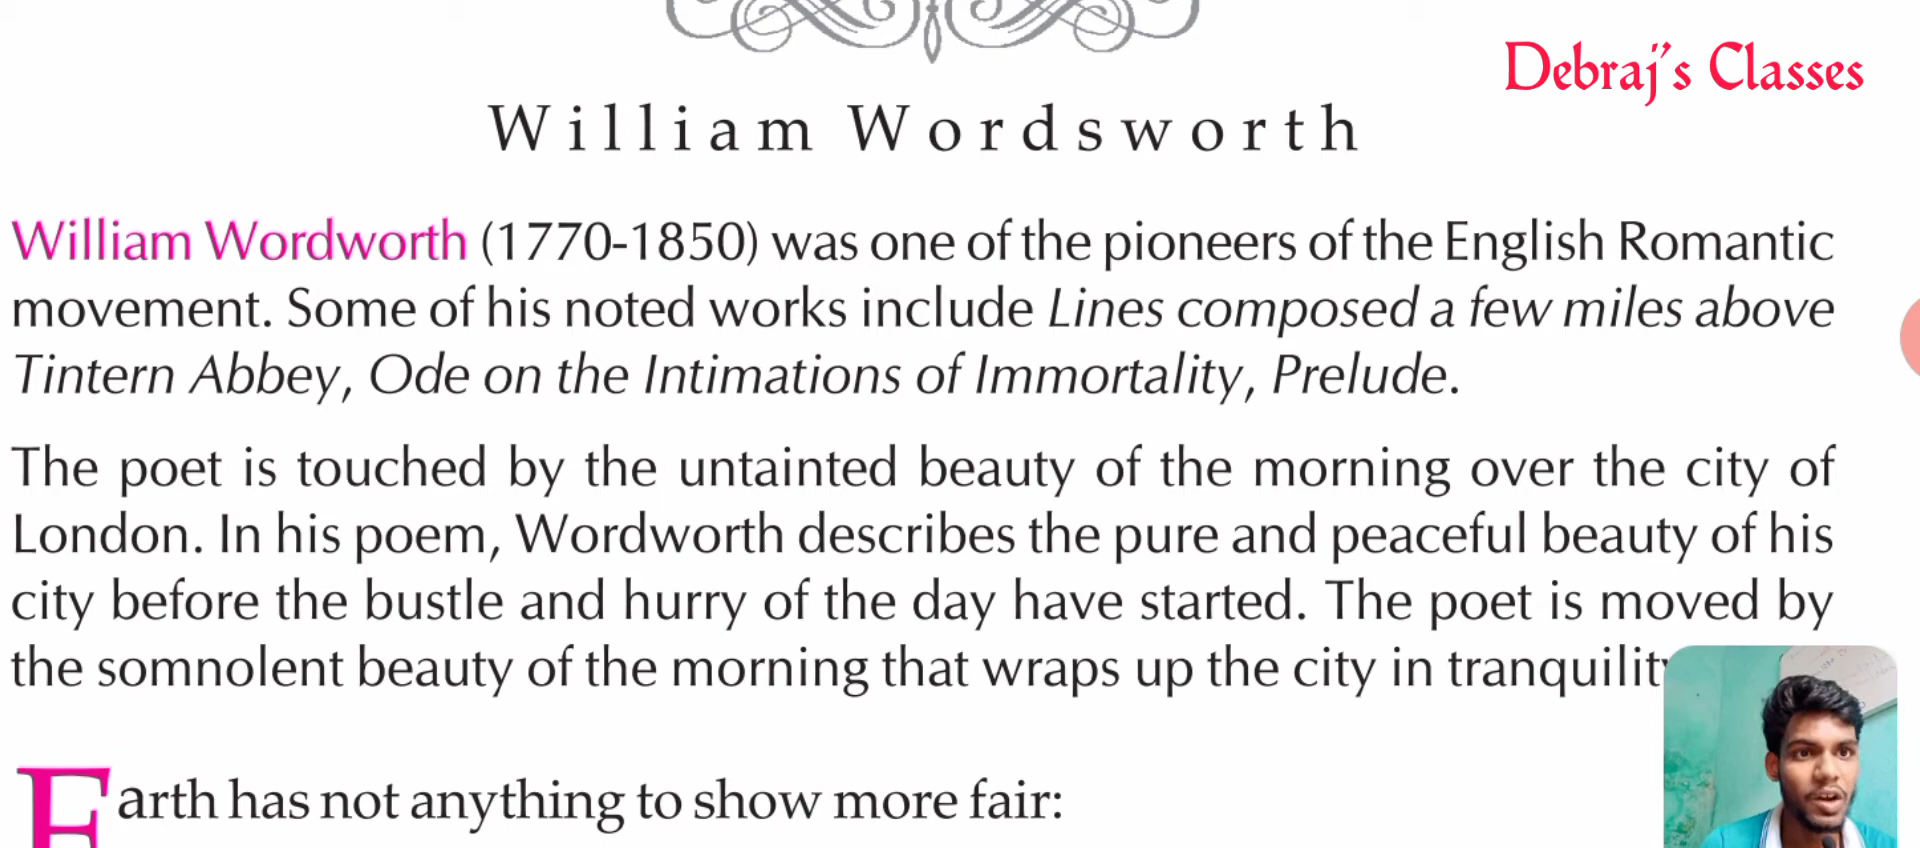 Debraj's Classes
William Wordsworth
William Wordworth (1770-1850) was one of the pioneers of the English Romantic
movement. Some of his noted works include Lines composed a few miles above
Tintern Abbey, Ode on the Intimations of Immortality, Prelude.
The poet is touched by the untainted beauty of the morning over the city of
London. In his poem, Wordworth describes the pure and peaceful beauty of his
city before the bustle and hurry of the day have started. The poet is moved by
the somnolent beauty of the morning that wraps up the city in
Earth has not anything to show more fair: